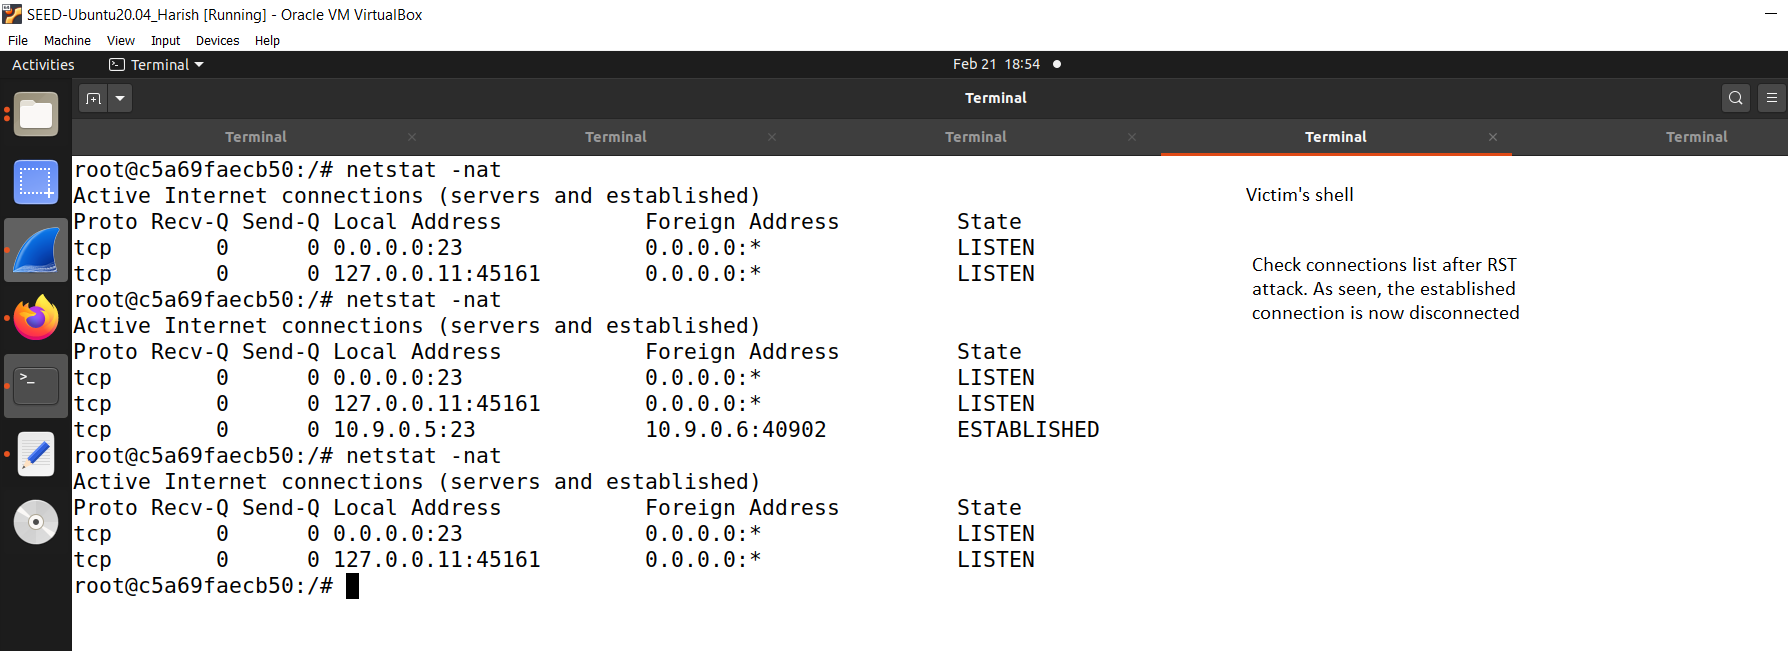 SEED-Ubuntu20.04_Harish [Running] - Oracle VM VirtualBox
File Machine View Input Devices Help
Activities Terminal Feb 21 18:54
Terminal
Terminal Terminal Terminal Terminal Terminal
root@c5a69faecb50:/# netstat -nat
Active Internet connections (servers and established)
Proto Recv-Q Send-Q Local Address Foreign Address State
tcp 0 0 0.0.0.0:23 0.0.0.0:* LISTEN
tcp 0 0 127.0.0.11:45161 0.0.0.0:* LISTEN
root@c5a69faecb50:/# netstat -nat
Active Internet connections (servers and established)
Proto Recv-Q Send-Q Local Address Foreign Address State
tcp 0 0 0.0.0.0:23 0.0.0.0:* LISTEN
tcp 0 0 127.0.0.11:45161 0.0.0.0:* LISTEN
tcp 0 0 10.9.0.5:23 10.9.0.6:40902 ESTABLISHED
root@c5a69faecb50:/# netstat -nat
Active Internet connections (servers and established)
Proto Recv-Q Send-Q Local Address Foreign Address State
tcp 0 0 0.0.0.0:23 0.0.0.0:* LISTEN
tcp 0 0 127.0.0.11:45161 0.0.0.0:* LISTEN
root@c5a69faecb50:/#
Victim's shell
Check connections list after RST
attack. As seen, the established
connection is now disconnected